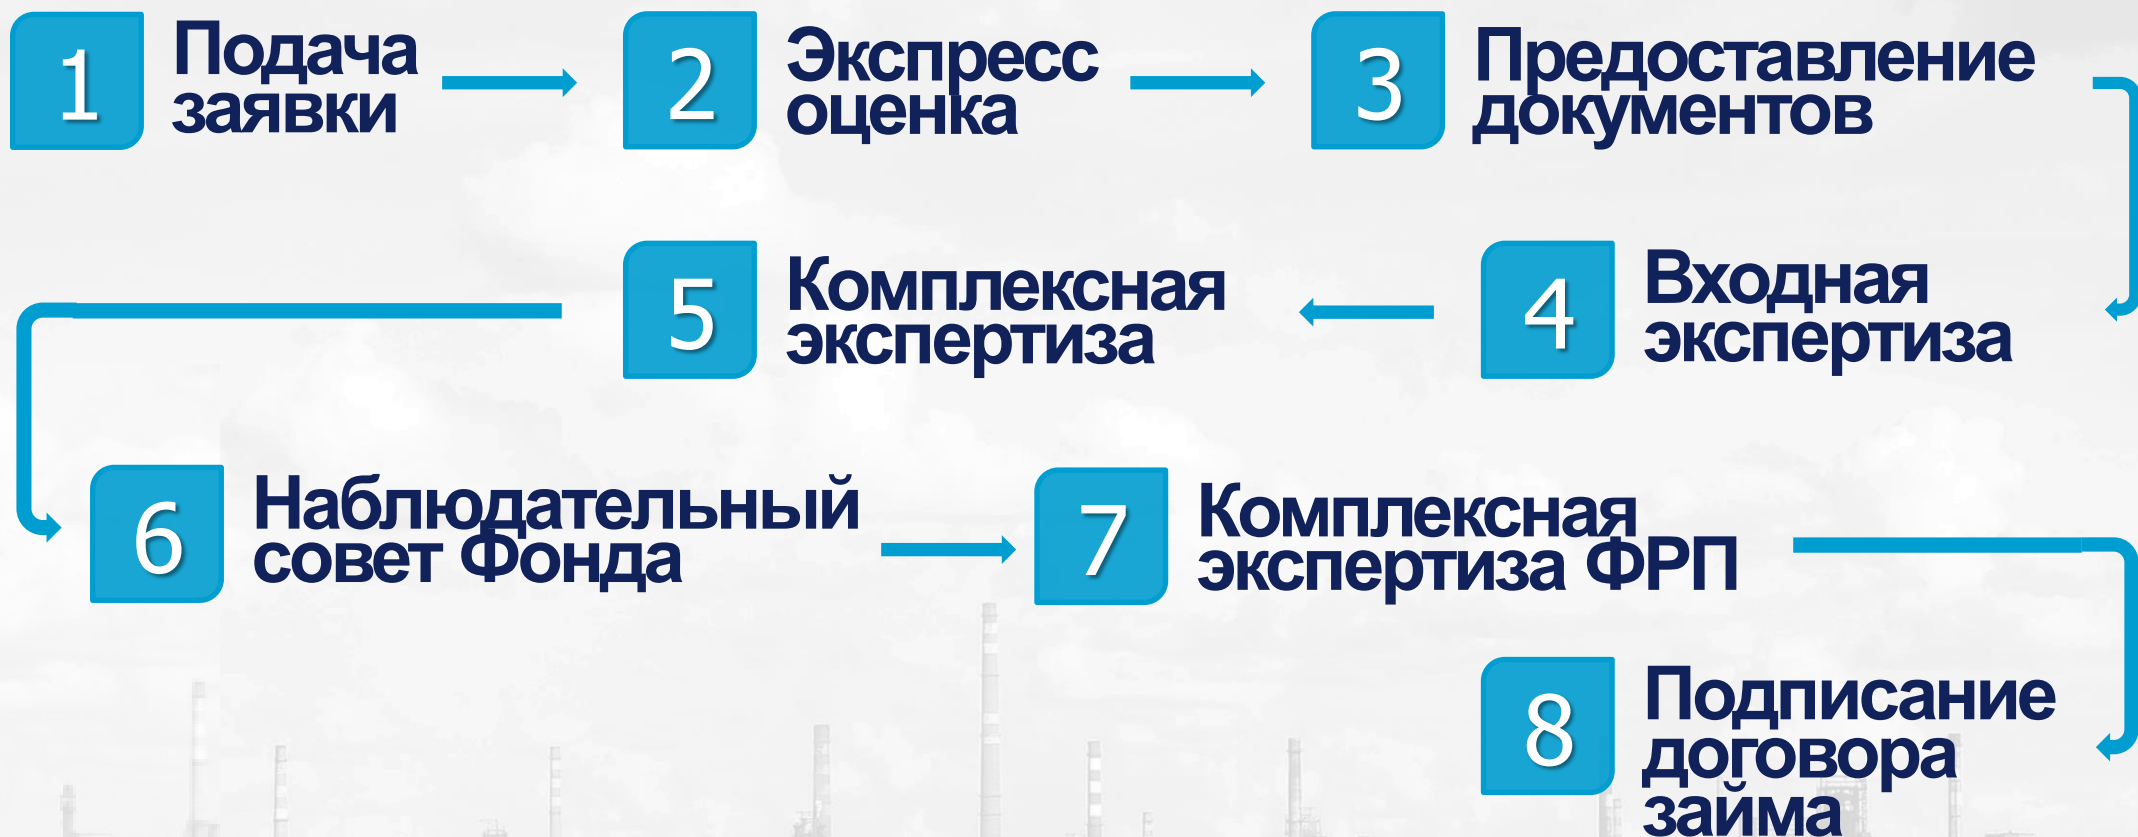 1
Подача
заявки
2
Экспресс
оценка
3
Предоставление
документов
4
Входная
экспертиза
5
Комплексная
экспертиза
6
Наблюдательный
совет Фонда
7
Комплексная
экспертиза ФРП
8
Подписание
договора
займа